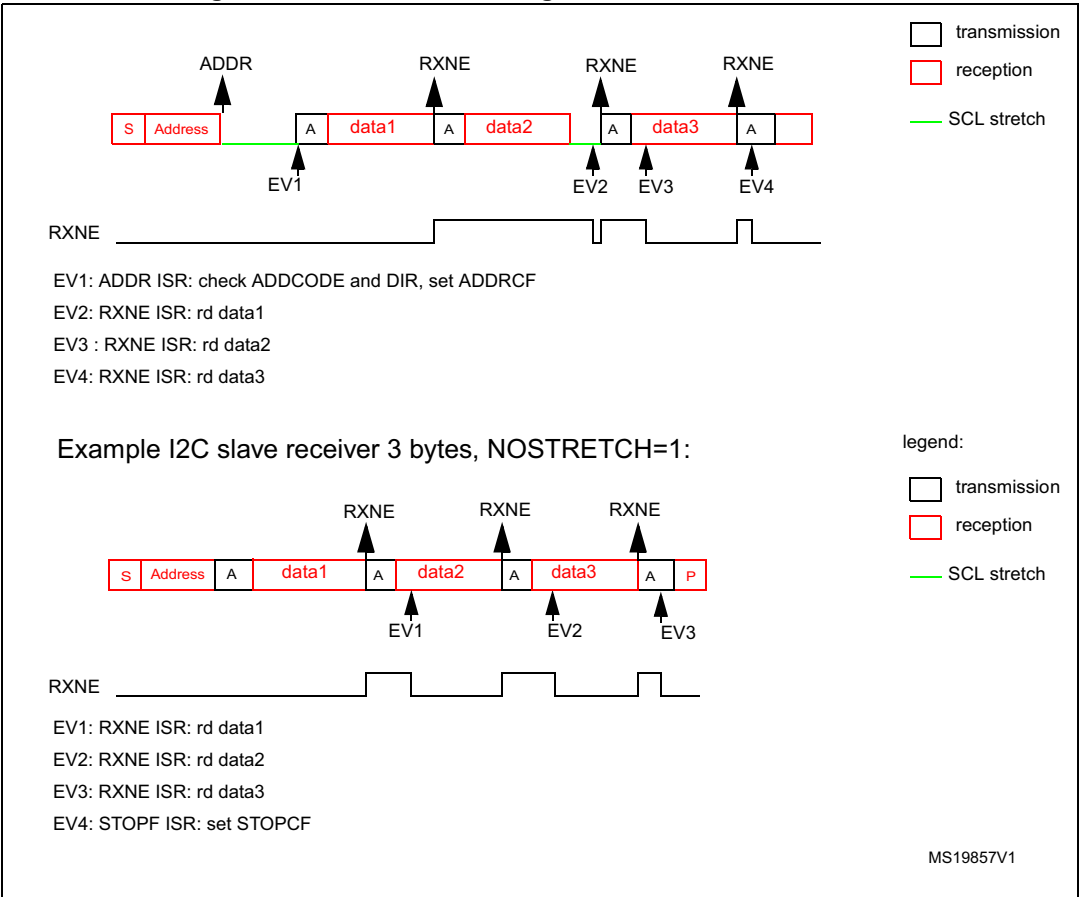 transmission
ADDR RXNE RXNE RXNE
reception
S Address A data1 A data2 A data3 A
SCL stretch
EV1 EV2 EV3 EV4
RXNE
EV1: ADDR ISR: check ADDCODE and DIR, set ADDRCF
EV2: RXNE ISR: rd data1
EV3 : RXNE ISR: rd data2
EV4: RXNE ISR: rd data3
Example I2C slave receiver 3 bytes, NOSTRETCH=1:
legend:
transmission
RXNE RXNE RXNE
reception
S Address A data1 A data2 A data3 A P
SCL stretch
EV1 EV2 EV3
RXNE
EV1: RXNE ISR: rd data1
EV2: RXNE ISR: rd data2
EV3: RXNE ISR: rd data3
EV4: STOPF ISR: set STOPCF
MS19857V1